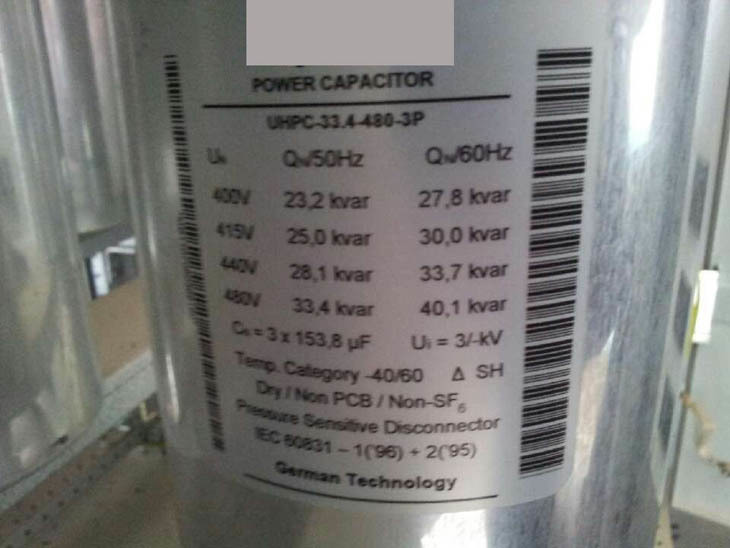 POWER CAPACITOR
UHPC-33.4-480-3P
Uₙ Qₙ/50Hz Qₙ/60Hz
400V 23,2 kvar 27,8 kvar
415V 25,0 kvar 30,0 kvar
440V 28,1 kvar 33,7 kvar
480V 33,4 kvar 40,1 kvar
Cₙ = 3 x 153,8 µF Uᵢ = 3/-kV
Temp. Category -40/60 Δ SH
Dry / Non PCB / Non-SF₆
Pressure Sensitive Disconnector
IEC 60831 – 1('96) + 2('95)
German Technology